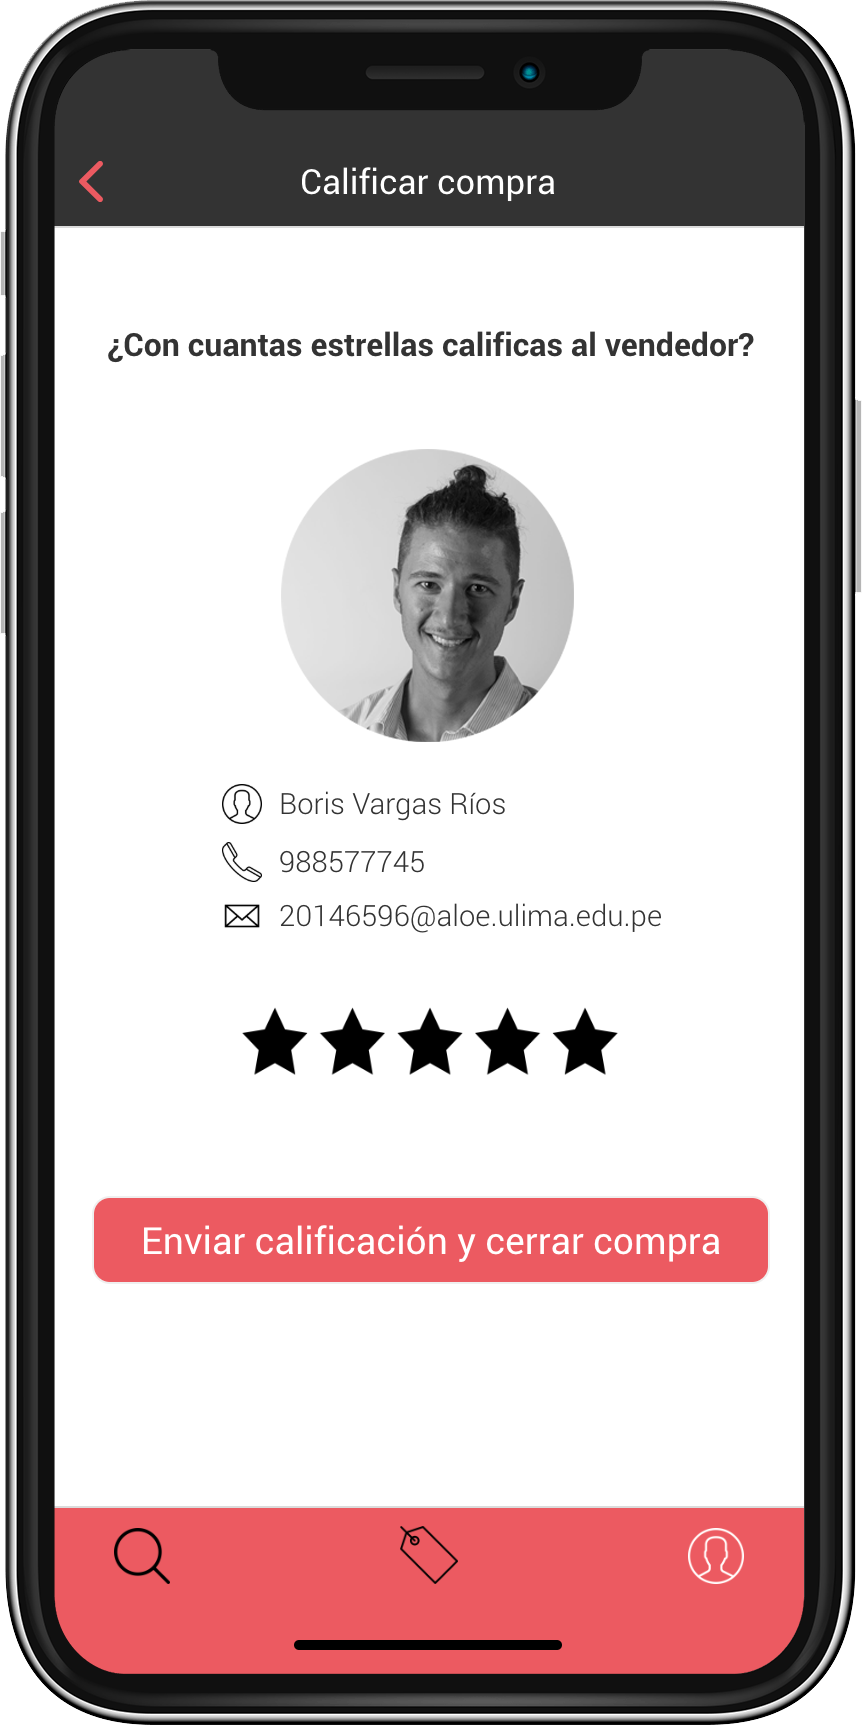 Calificar compra
¿Con cuantas estrellas calificas al vendedor?
Boris Vargas Ríos
988577745
20146596@aloe.ulima.edu.pe
Enviar calificación y cerrar compra